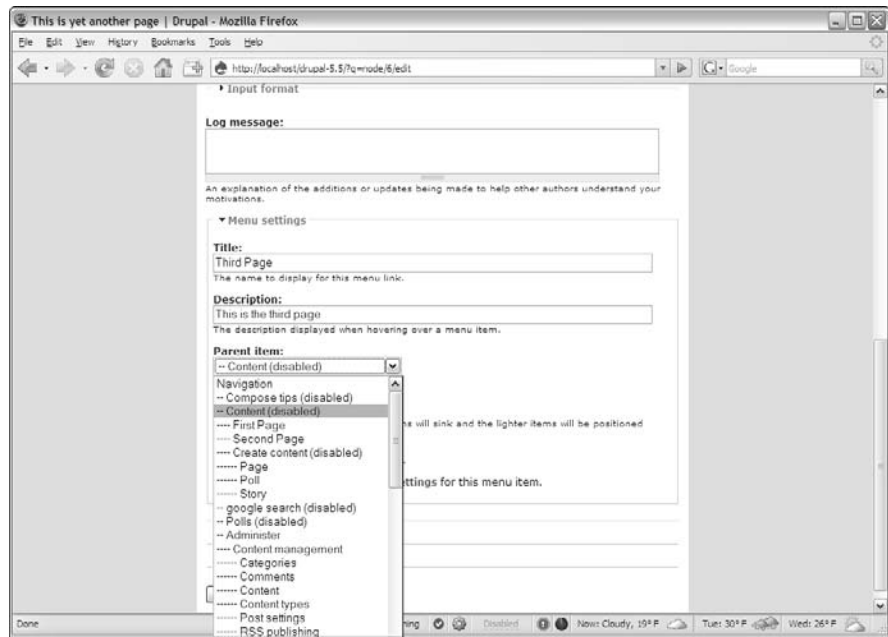 This is yet another page | Drupal - Mozilla Firefox
File Edit View History Bookmarks Tools Help
http://localhost/drupal-5.5/?q=node/6/edit
Google
Input format
Log message:
An explanation of the additions or updates being made to help other authors understand your
motivations.
Menu settings
Title:
Third Page
The name to display for this menu link.
Description:
This is the third page
The description displayed when hovering over a menu item.
Parent item:
-- Content (disabled)
Navigation
-- Compose tips (disabled)
-- Content (disabled)
---- First Page
ns will sink and the lighter items will be positioned
---- Second Page
---- Create content (disabled)
------ Page
------ Poll
ettings for this menu item.
------ Story
-- google search (disabled)
-- Polls (disabled)
-- Administer
---- Content management
------ Categories
------ Comments
------ Content
------ Content types
------ Post settings
------ RSS publishing
Done
Disabled
Now: Cloudy, 19° F
Tue: 30° F
Wed: 26° F